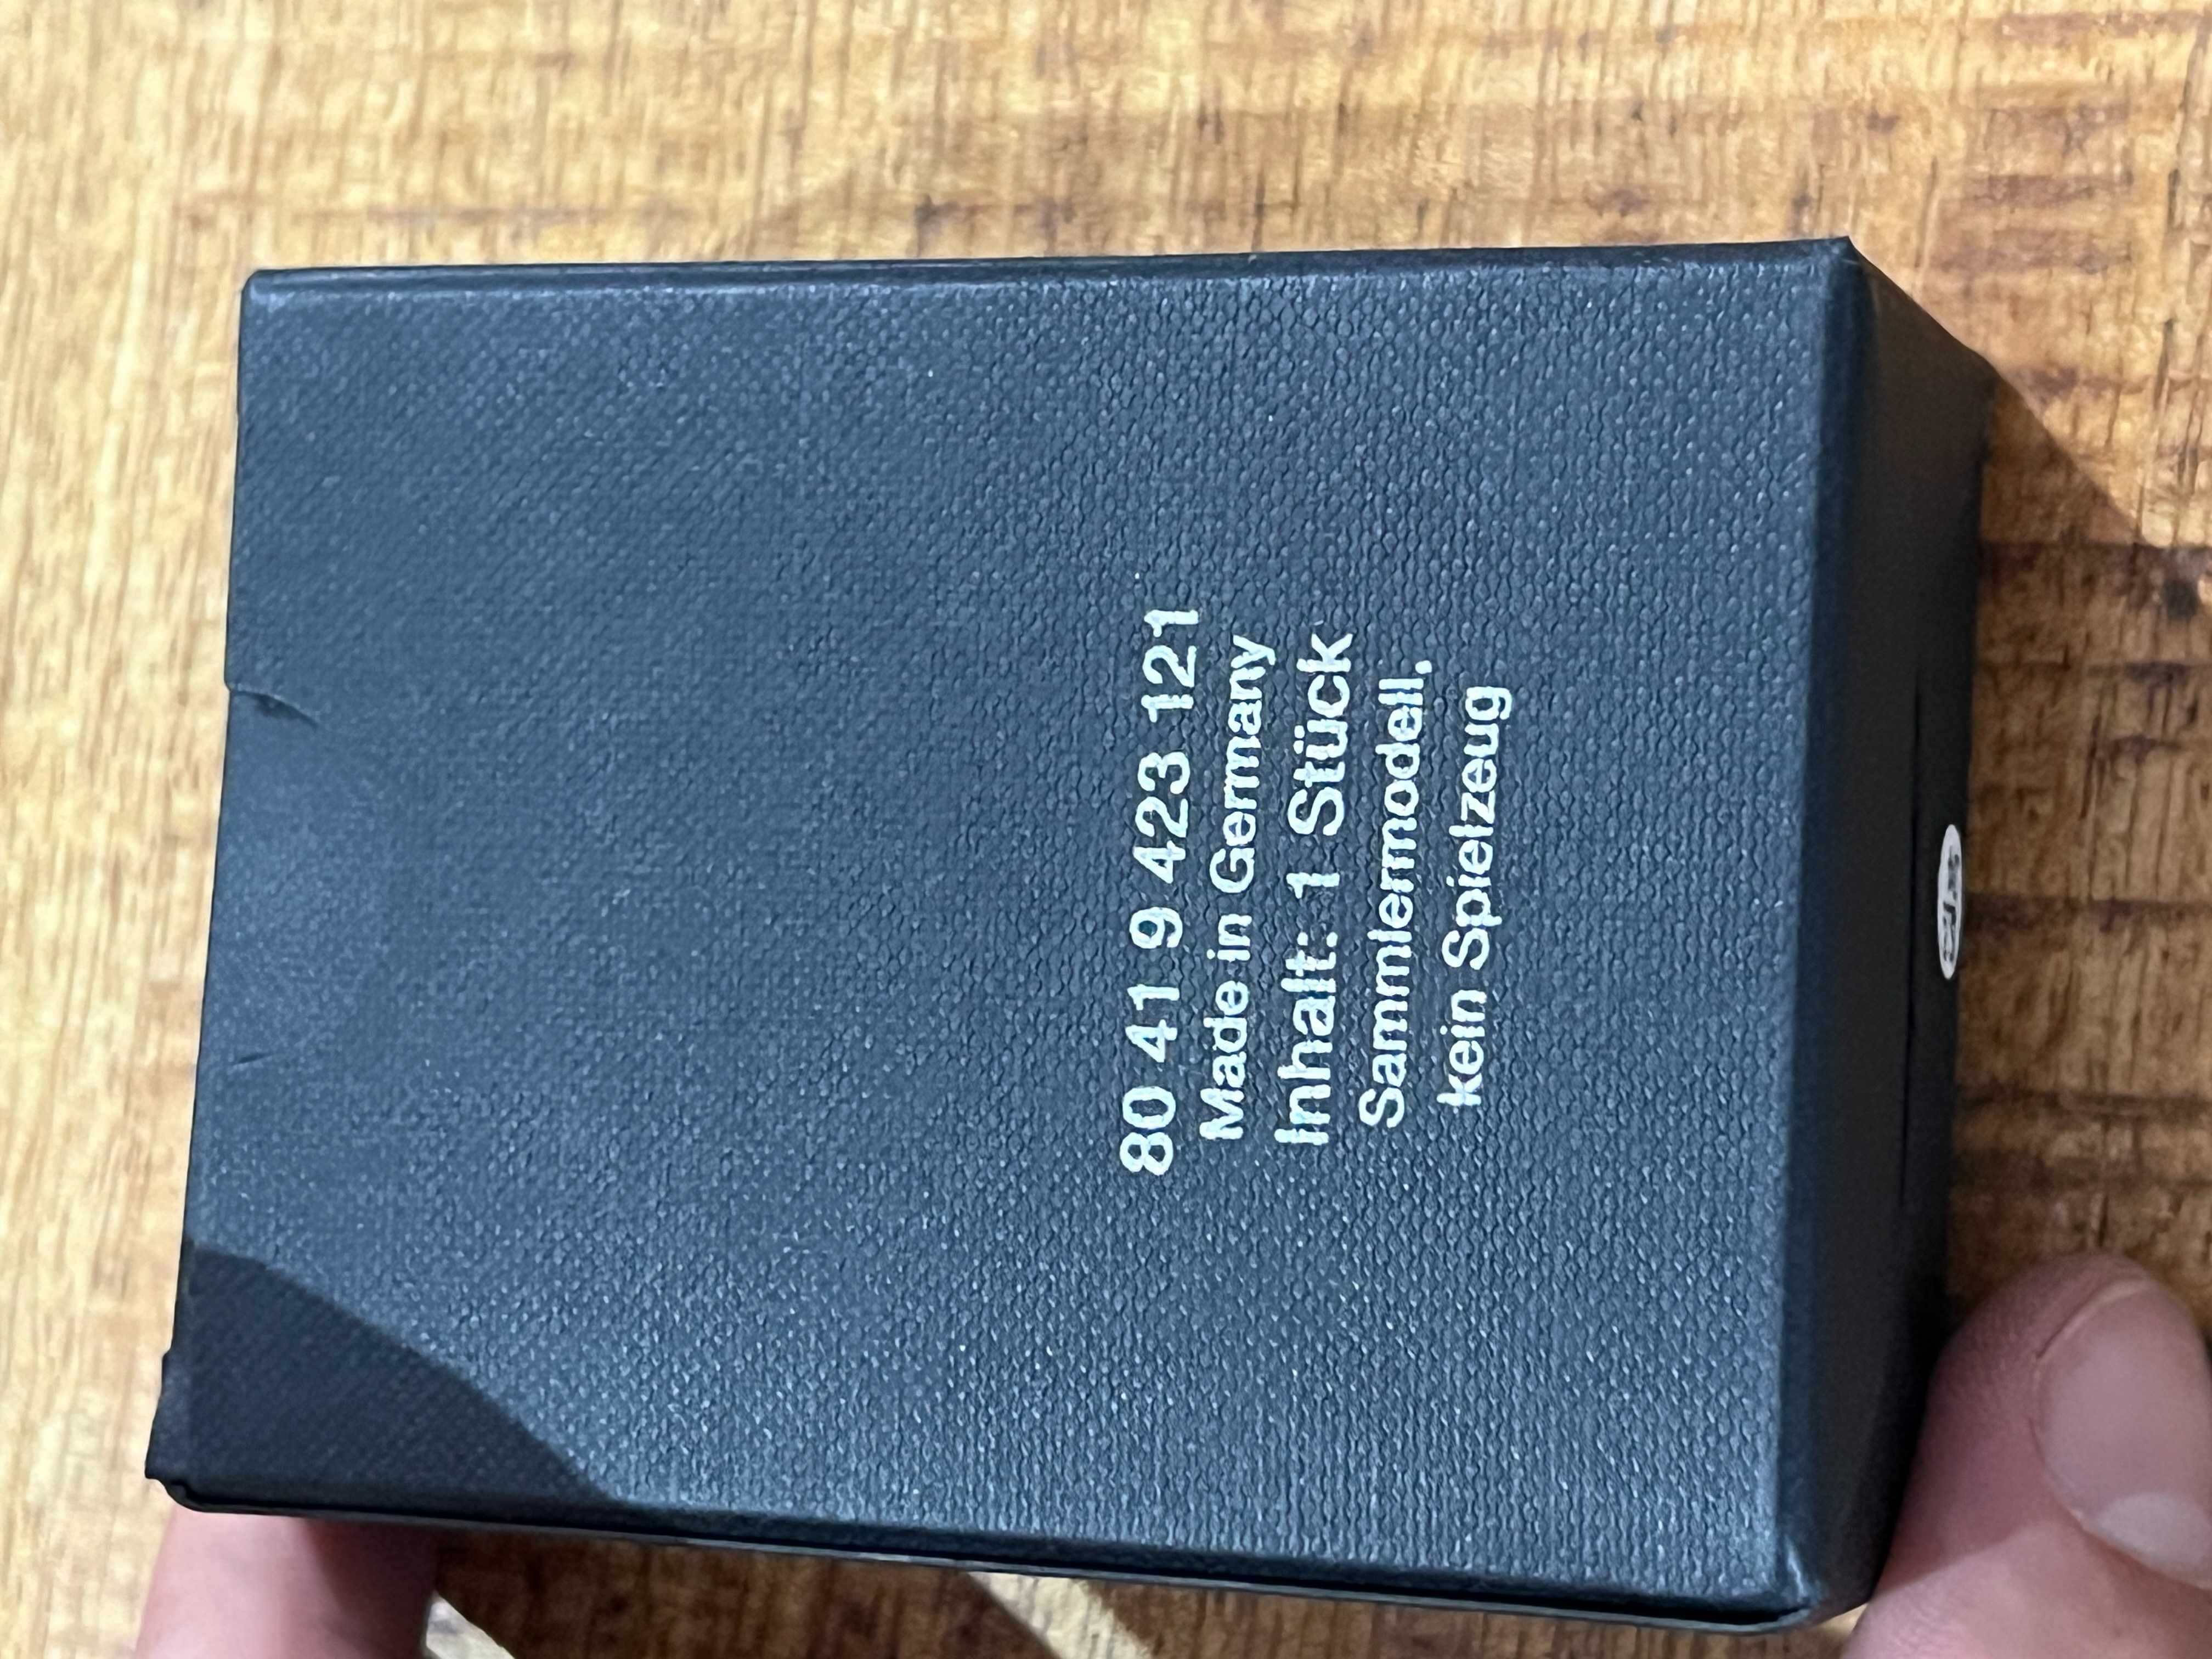 80 41 9 423 121
Made in Germany
Inhalt: 1 Stück
Sammlermodell,
kein Spielzeug